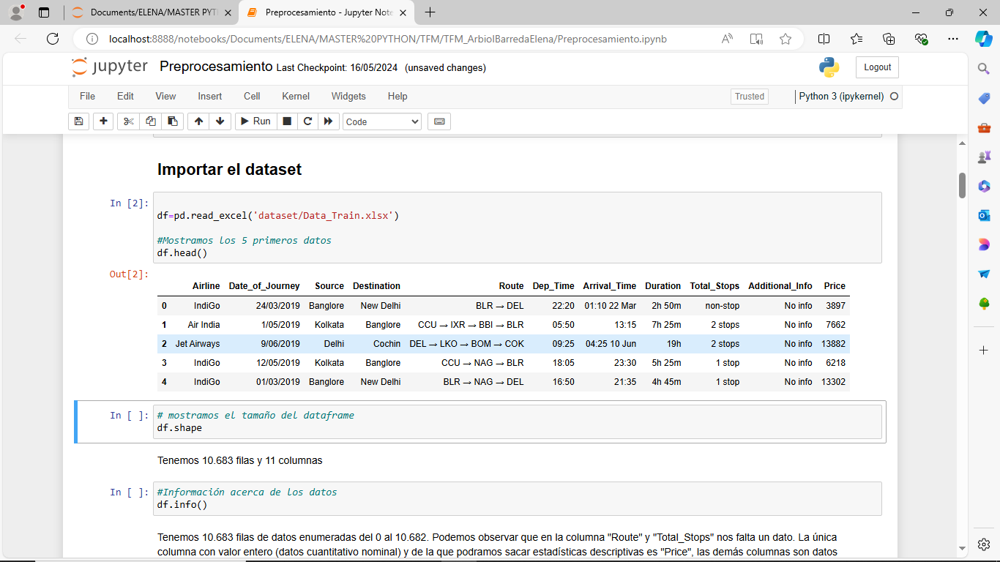 Documents/ELENA/MASTER PYT
Preprocesamiento - Jupyter Note
localhost:8888/notebooks/Documents/ELENA/MASTER%20PYTHON/TFM/TFM_ArbiolBarredaElena/Preprocesamiento.ipynb
jupyter Preprocesamiento Last Checkpoint: 16/05/2024 (unsaved changes) Logout
File Edit View Insert Cell Kernel Widgets Help Trusted Python 3 (ipykernel)
Run Code
Importar el dataset
In [2]:
df=pd.read_excel('dataset/Data_Train.xlsx')
#Mostramos los 5 primeros datos
df.head()
Out[2]:
Airline Date_of_Journey Source Destination Route Dep_Time Arrival_Time Duration Total_Stops Additional_Info Price
0 IndiGo 24/03/2019 Banglore New Delhi BLR → DEL 22:20 01:10 22 Mar 2h 50m non-stop No info 3897
1 Air India 1/05/2019 Kolkata Banglore CCU → IXR → BBI → BLR 05:50 13:15 7h 25m 2 stops No info 7662
2 Jet Airways 9/06/2019 Delhi Cochin DEL → LKO → BOM → COK 09:25 04:25 10 Jun 19h 2 stops No info 13882
3 IndiGo 12/05/2019 Kolkata Banglore CCU → NAG → BLR 18:05 23:30 5h 25m 1 stop No info 6218
4 IndiGo 01/03/2019 Banglore New Delhi BLR → NAG → DEL 16:50 21:35 4h 45m 1 stop No info 13302
In [ ]: # mostramos el tamaño del dataframe
df.shape
Tenemos 10.683 filas y 11 columnas
In [ ]: #Información acerca de los datos
df.info()
Tenemos 10.683 filas de datos enumeradas del 0 al 10.682. Podemos observar que en la columna "Route" y "Total_Stops" nos falta un dato. La única
columna con valor entero (datos cuantitativo nominal) y de la que podramos sacar estadísticas descriptivas es "Price", las demás columnas son datos